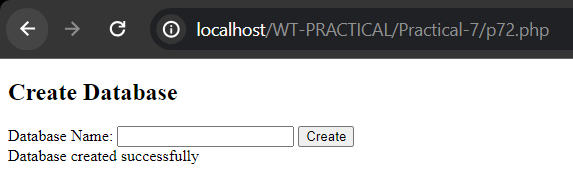 localhost/WT-PRACTICAL/Practical-7/p72.php
Create Database
Database Name: Create
Database created successfully